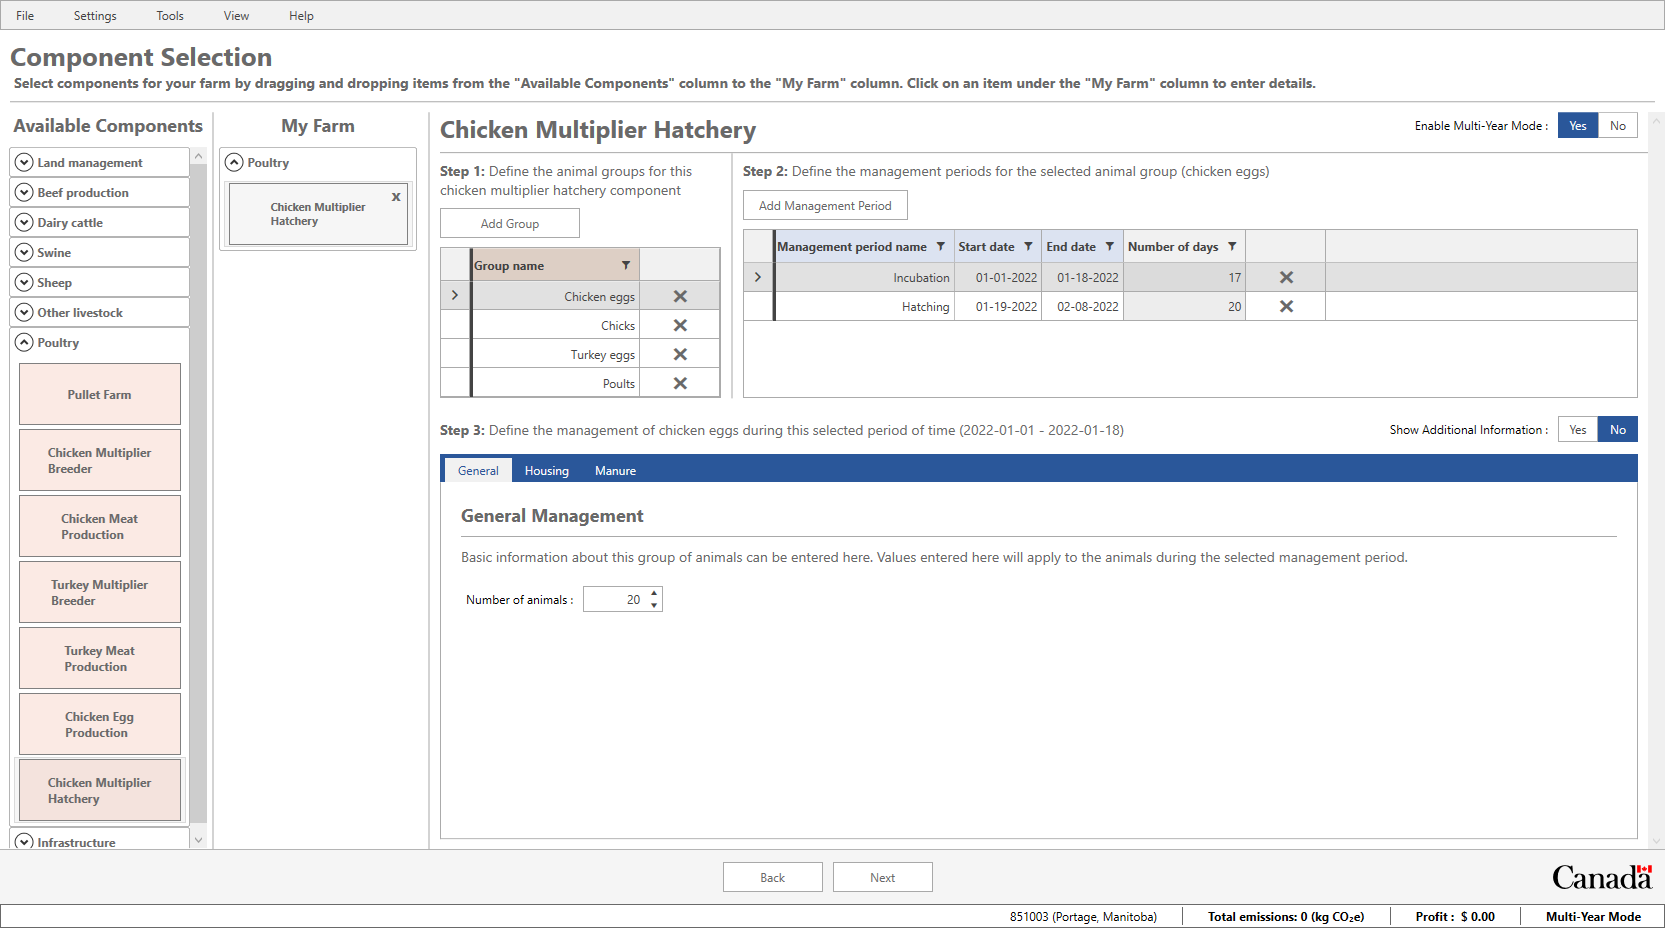 File Settings Tools View Help
Component Selection
Select components for your farm by dragging and dropping items from the "Available Components" column to the "My Farm" column. Click on an item under the "My Farm" column to enter details.
Available Components
Land management
Beef production
Dairy cattle
Swine
Sheep
Other livestock
Poultry
Pullet Farm
Chicken Multiplier
Breeder
Chicken Meat
Production
Turkey Multiplier
Breeder
Turkey Meat
Production
Chicken Egg
Production
Chicken Multiplier
Hatchery
Infrastructure
My Farm
Poultry
Chicken Multiplier
Hatchery
x
Chicken Multiplier Hatchery
Enable Multi-Year Mode : Yes No
Step 1: Define the animal groups for this
chicken multiplier hatchery component
Add Group
Group name
Chicken eggs
Chicks
Turkey eggs
Poults
Step 2: Define the management periods for the selected animal group (chicken eggs)
Add Management Period
Management period name Start date End date Number of days
Incubation 01-01-2022 01-18-2022 17
Hatching 01-19-2022 02-08-2022 20
Step 3: Define the management of chicken eggs during this selected period of time (2022-01-01 - 2022-01-18)
Show Additional Information : Yes No
General Housing Manure
General Management
Basic information about this group of animals can be entered here. Values entered here will apply to the animals during the selected management period.
Number of animals : 20
Back Next
Canada
851003 (Portage, Manitoba) Total emissions: 0 (kg CO₂e) Profit : $ 0.00 Multi-Year Mode